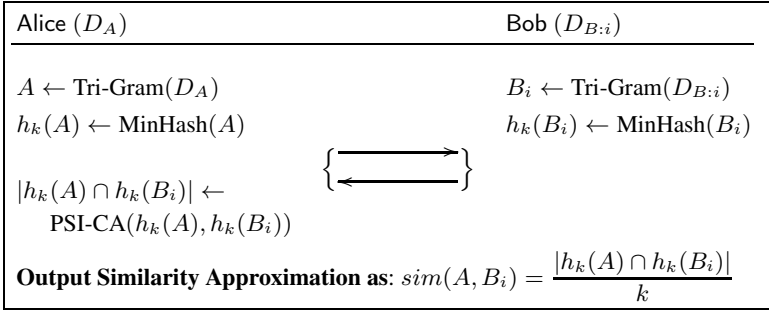 Alice (D_A) Bob (D_{B:i})
A ← Tri-Gram(D_A) B_i ← Tri-Gram(D_{B:i})
h_k(A) ← MinHash(A) h_k(B_i) ← MinHash(B_i)
|h_k(A) ∩ h_k(B_i)| ←
PSI-CA(h_k(A), h_k(B_i))
Output Similarity Approximation as: sim(A, B_i) = \frac{|h_k(A) ∩ h_k(B_i)|}{k}